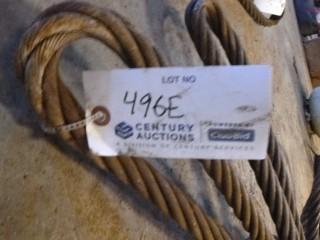 LOT NO
496E
CENTURY
AUCTIONS
A DIVISION OF CENTURY SERVICES